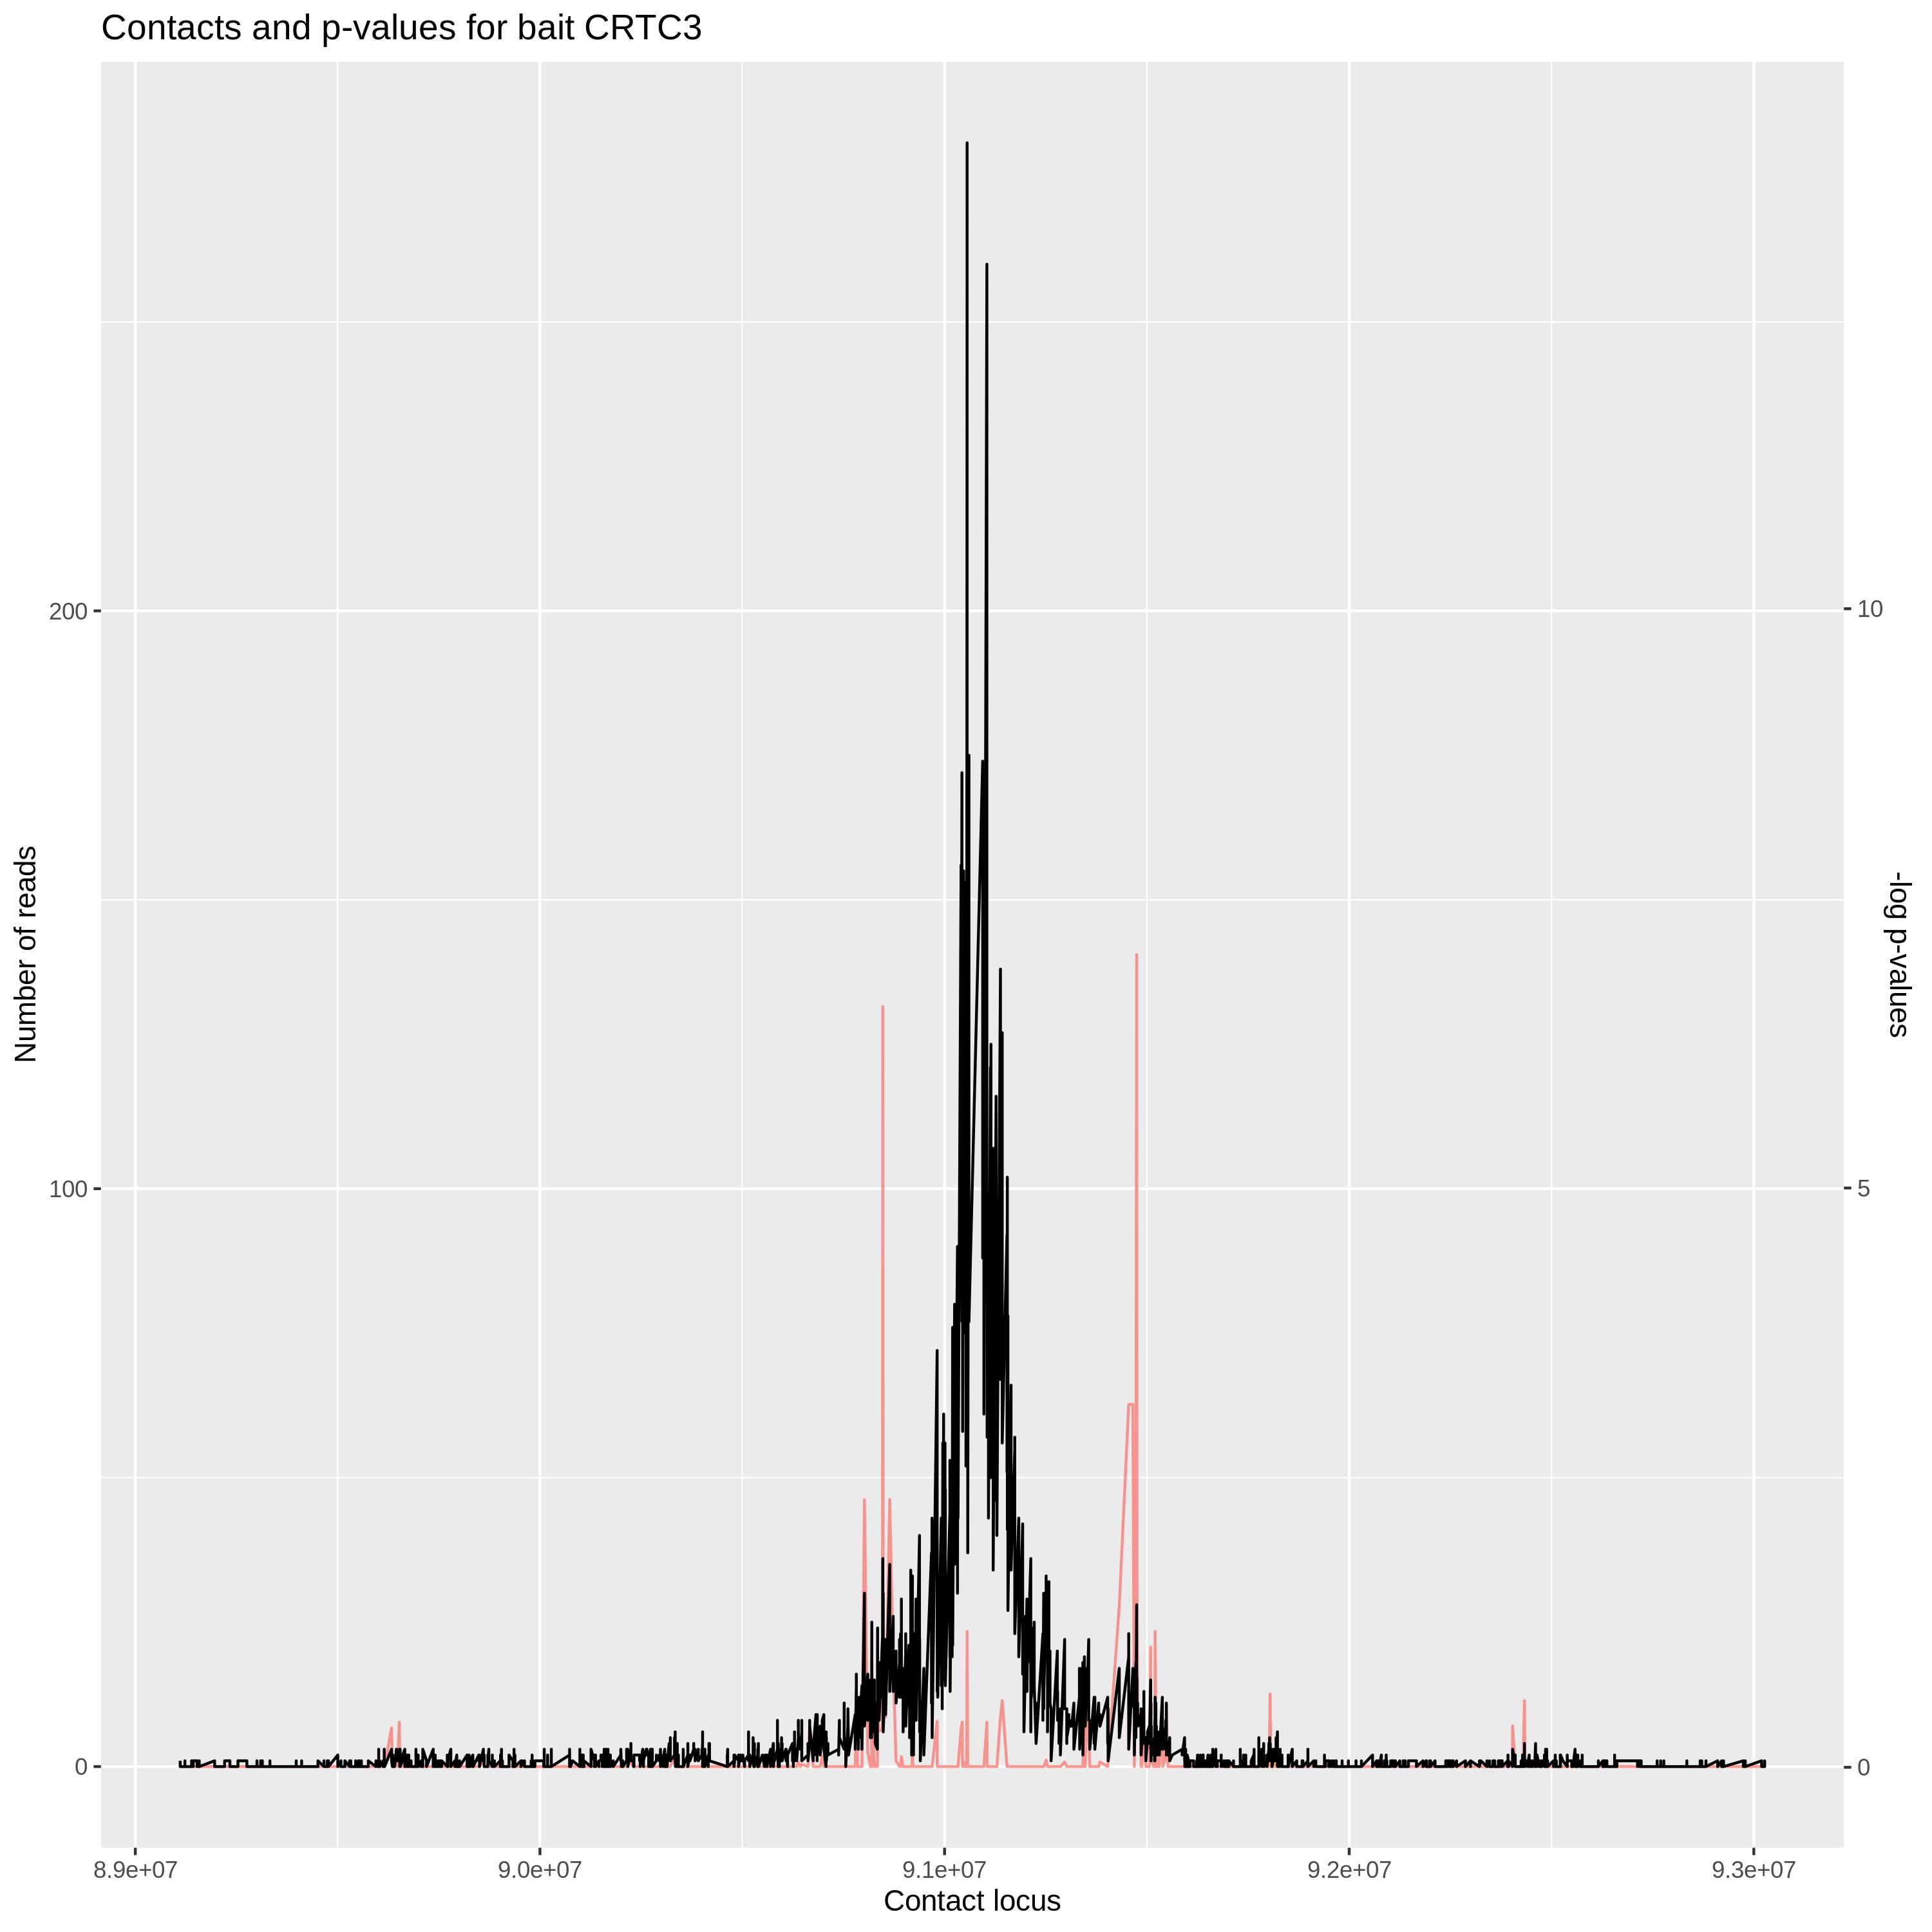 Contacts and p-values for bait CRTC3
Number of reads
200
100
0
10
5
0
-log p-values
8.9e+07
9.0e+07
9.1e+07
9.2e+07
9.3e+07
Contact locus